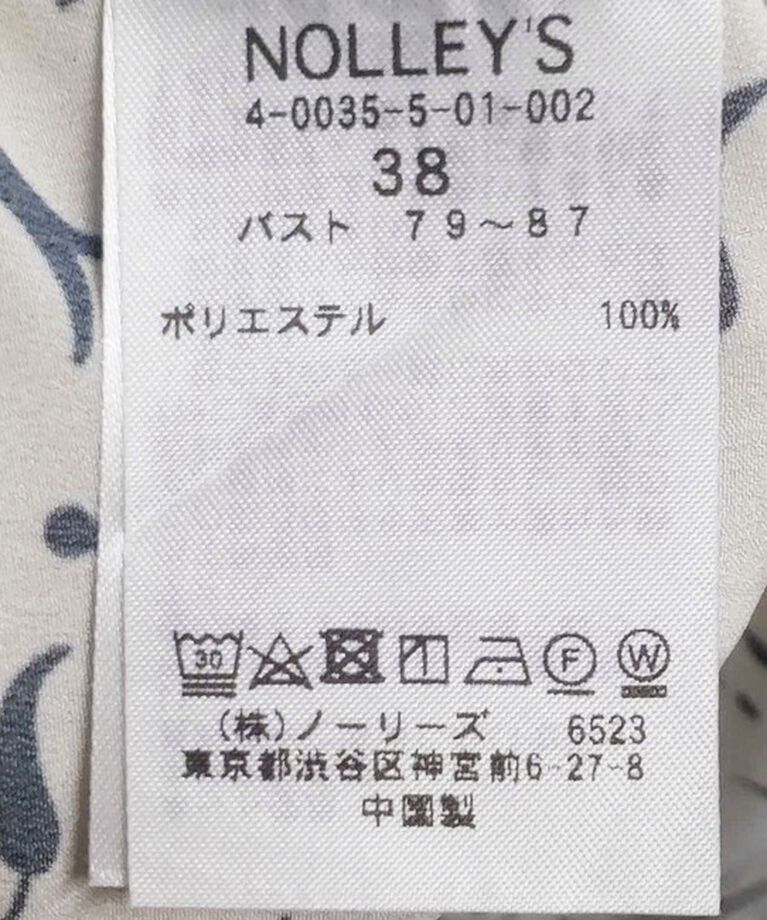 NOLLEY'S
4-0035-5-01-002
38
バスト 79～87
ポリエステル 100%
30 F W
(株)ノーリーズ 6523
東京都渋谷区神宮前6-27-8
中国製